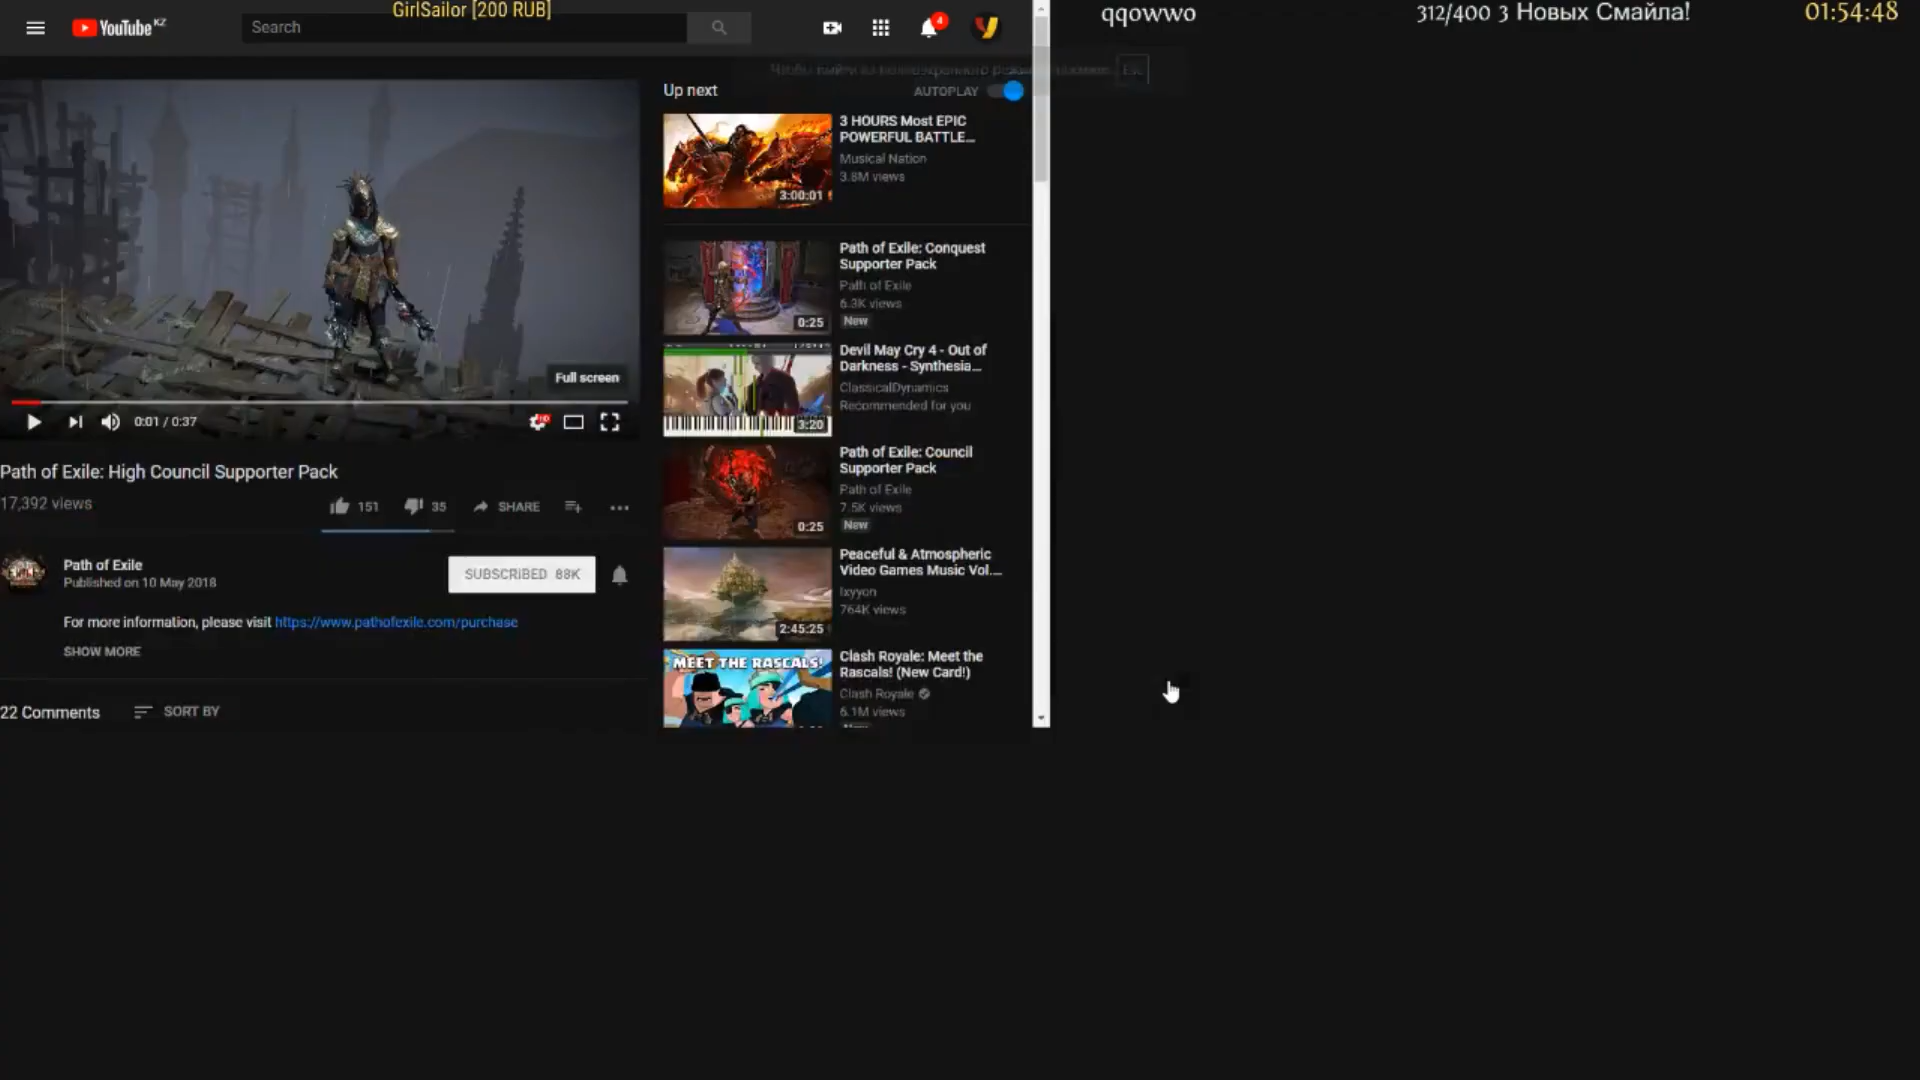 GirlSailor [200 RUB]
qqowwo
312/400 3 Новых Смайла!
01:54:48
YouTube KZ
Search
4
Esc
Up next
AUTOPLAY
3 HOURS Most EPIC
POWERFUL BATTLE...
Musical Nation
3.8M views
3:00:01
Path of Exile: Conquest
Supporter Pack
Path of Exile
6.3K views
New
0:25
Devil May Cry 4 - Out of
Darkness - Synthesia...
ClassicalDynamics
Recommended for you
3:20
Path of Exile: Council
Supporter Pack
Path of Exile
7.5K views
New
0:25
Peaceful & Atmospheric
Video Games Music Vol....
Ixyyon
764K views
2:45:25
MEET THE RASCALS!
Clash Royale: Meet the
Rascals! (New Card!)
Clash Royale
6.1M views
Full screen
0:01 / 0:37
HD
Path of Exile: High Council Supporter Pack
17,392 views
151
35
SHARE
Path of Exile
Published on 10 May 2018
SUBSCRIBED 88K
For more information, please visit https://www.pathofexile.com/purchase
SHOW MORE
22 Comments
SORT BY